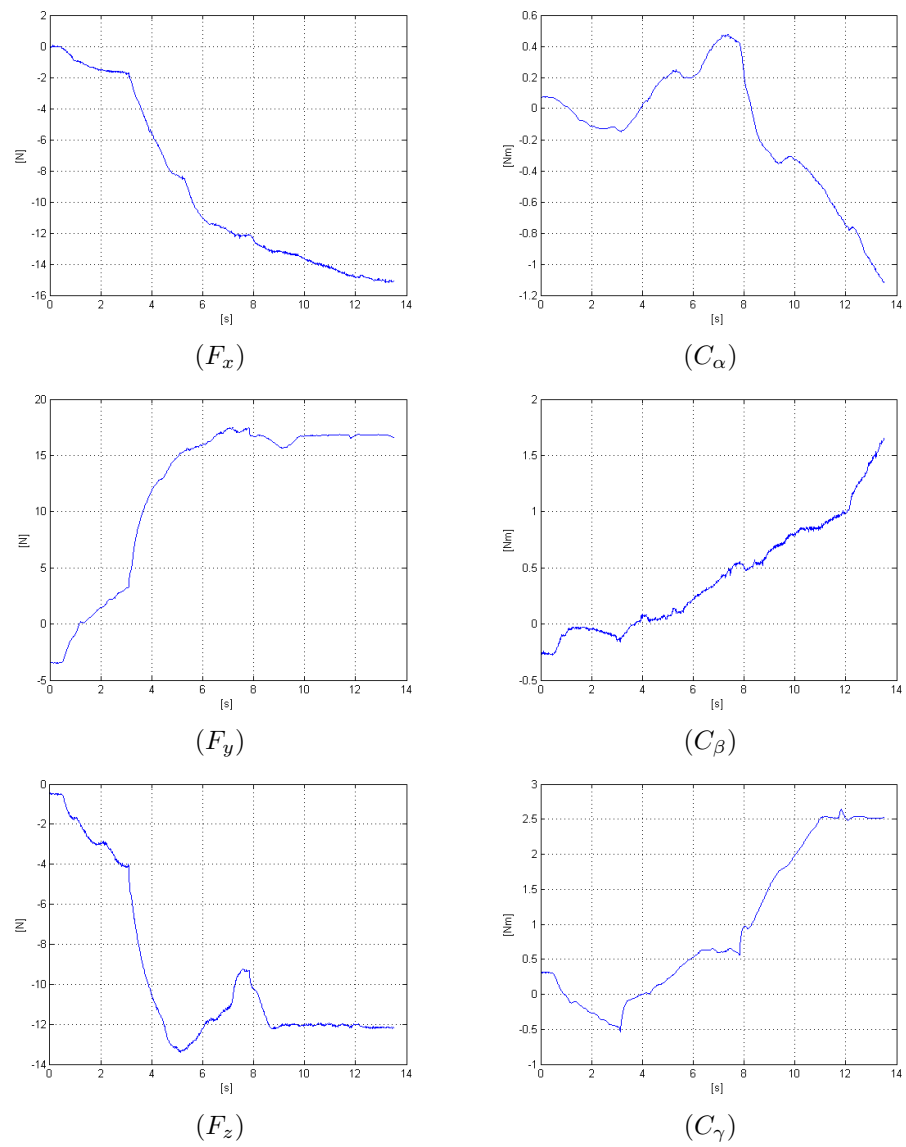 2
0
-2
-4
-6
-8
-10
-12
-14
-16
[N]
0 2 4 6 8 10 12 14
[s]
(F_x)
0.6
0.4
0.2
0
-0.2
-0.4
-0.6
-0.8
-1
-1.2
[Nm]
0 2 4 6 8 10 12 14
[s]
(C_α)
20
15
10
5
0
-5
[N]
0 2 4 6 8 10 12 14
[s]
(F_y)
2
1.5
1
0.5
0
-0.5
[Nm]
0 2 4 6 8 10 12 14
[s]
(C_β)
0
-2
-4
-6
-8
-10
-12
-14
[N]
0 2 4 6 8 10 12 14
[s]
(F_z)
3
2.5
2
1.5
1
0.5
0
-0.5
-1
[Nm]
0 2 4 6 8 10 12 14
[s]
(C_γ)